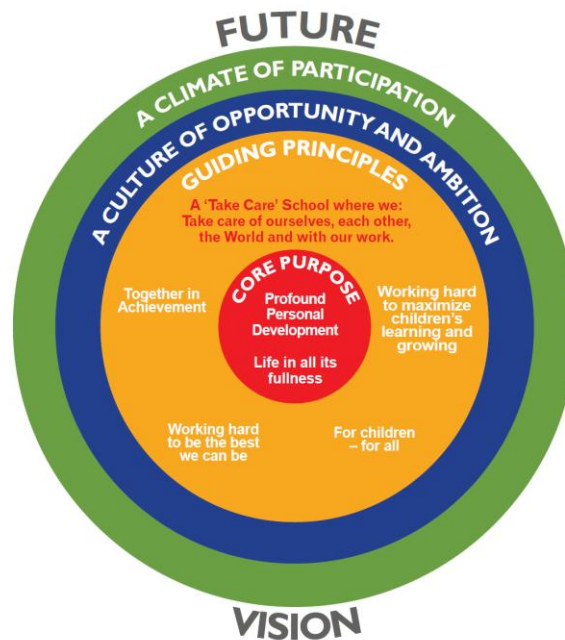 FUTURE
A CLIMATE OF PARTICIPATION
A CULTURE OF OPPORTUNITY AND AMBITION
GUIDING PRINCIPLES
A ‘Take Care’ School where we:
Take care of ourselves, each other,
the World and with our work.
CORE PURPOSE
Profound
Personal
Development
Life in all its
fullness
Together in
Achievement
Working hard
to maximize
children’s
learning and
growing
Working hard
to be the best
we can be
For children
– for all
VISION